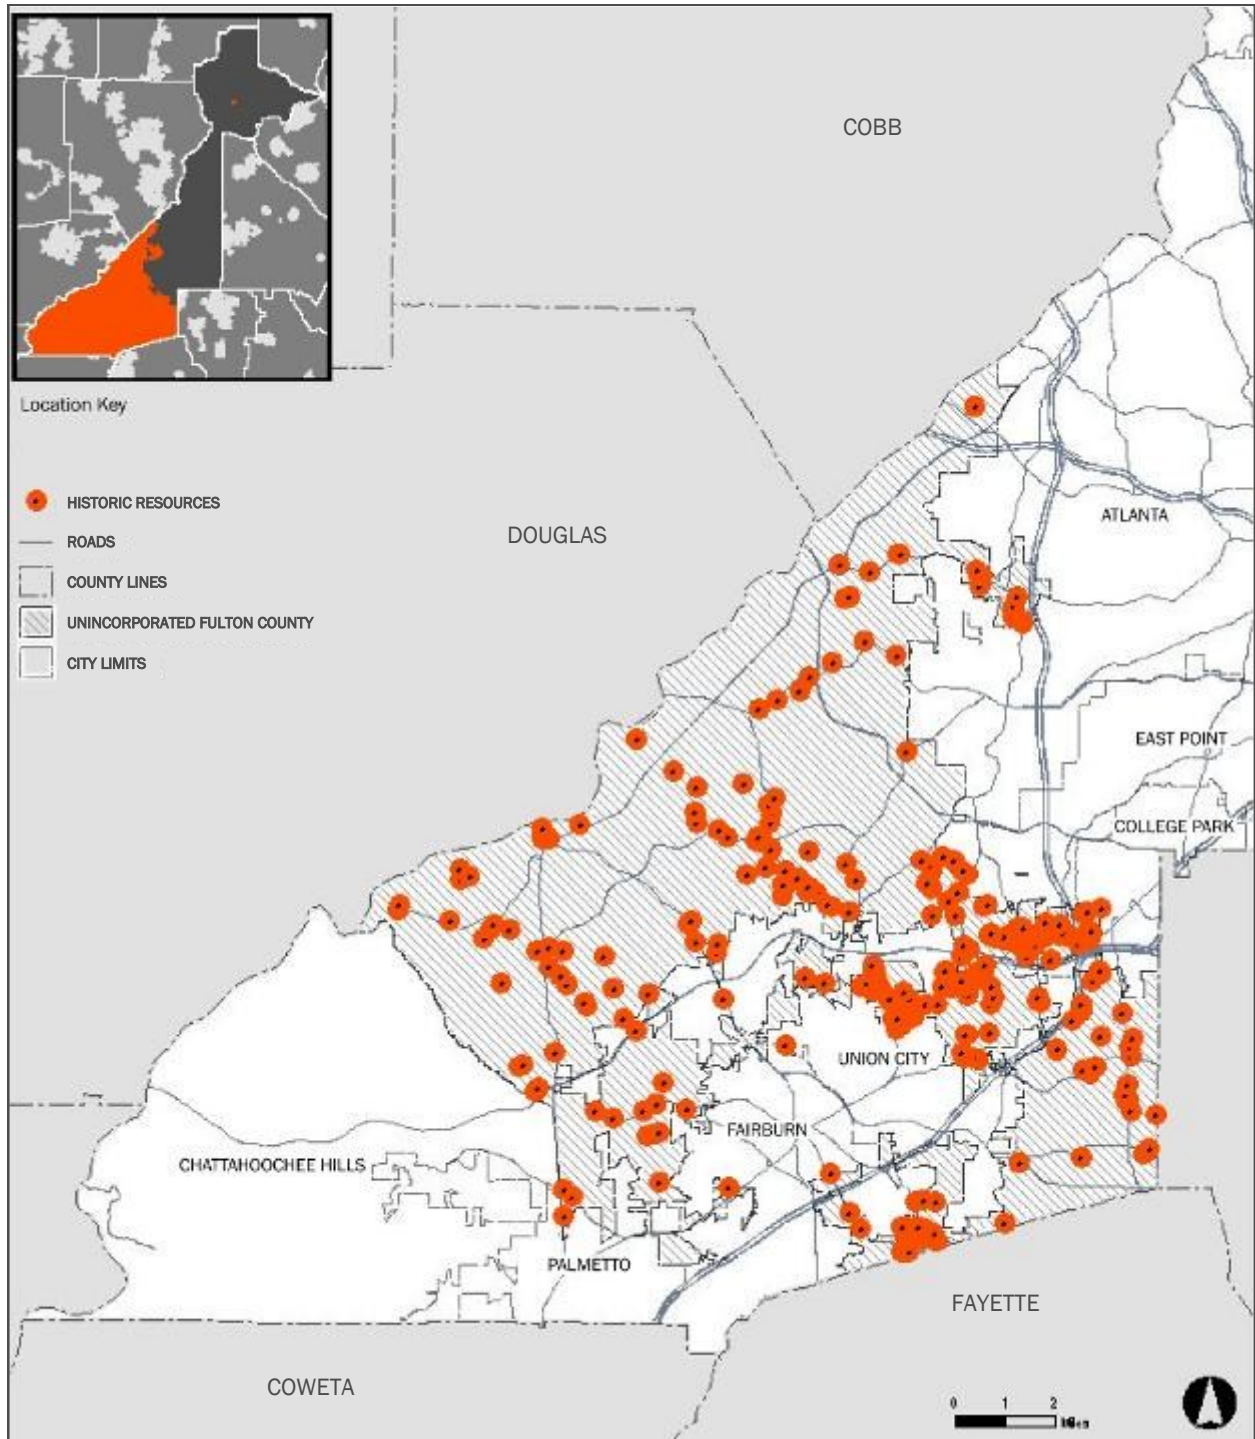 COBB
Location Key
HISTORIC RESOURCES
ROADS
COUNTY LINES
UNINCORPORATED FULTON COUNTY
CITY LIMITS
DOUGLAS
ATLANTA
EAST POINT
COLLEGE PARK
UNION CITY
FAIRBURN
CHATTAHOOCHEE HILLS
PALMETTO
FAYETTE
COWETA
0 1 2